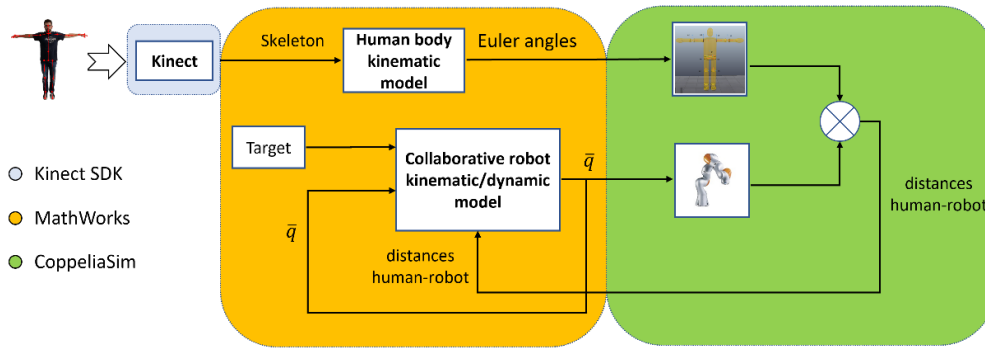 Kinect
Skeleton
Human body
kinematic
model
Euler angles
Target
Collaborative robot
kinematic/dynamic
model
q̄
q̄
distances
human-robot
distances
human-robot
Kinect SDK
MathWorks
CoppeliaSim